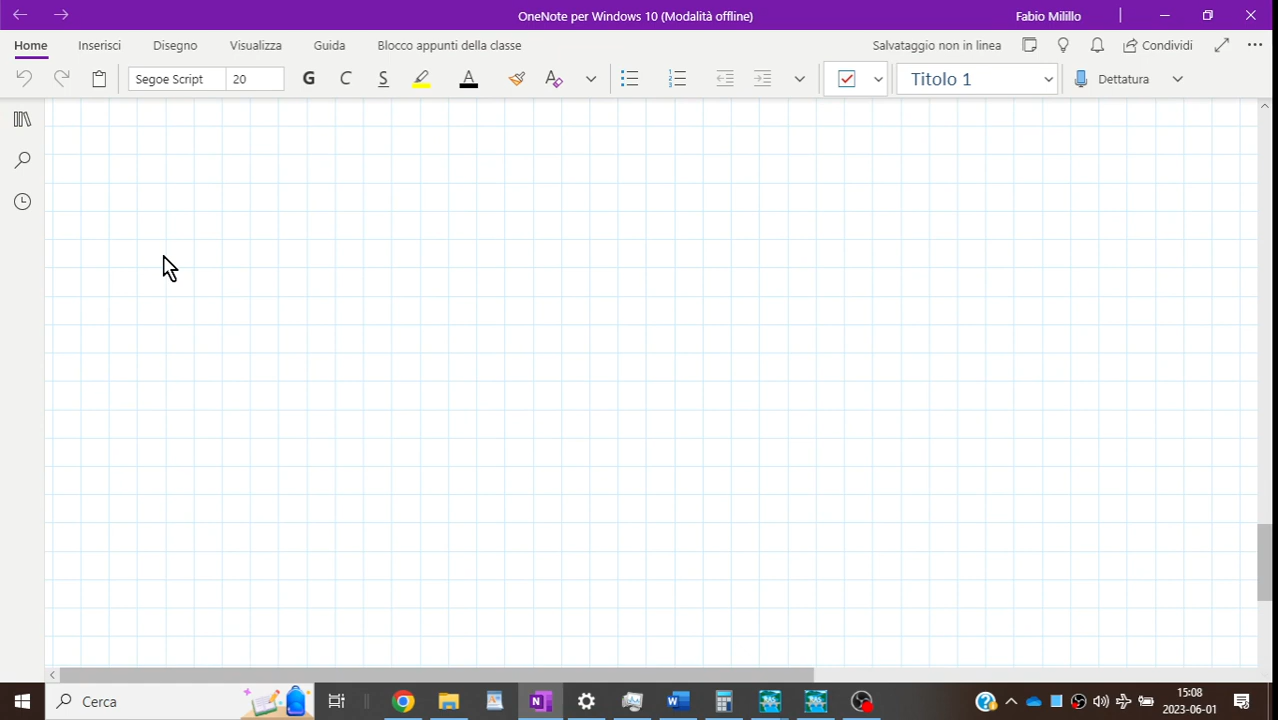 OneNote per Windows 10 (Modalità offline)
Fabio Milillo
Home
Inserisci
Disegno
Visualizza
Guida
Blocco appunti della classe
Salvataggio non in linea
Condividi
Segoe Script
20
G
C
S
A
A
Titolo 1
Dettatura
Cerca
15:08
2023-06-01